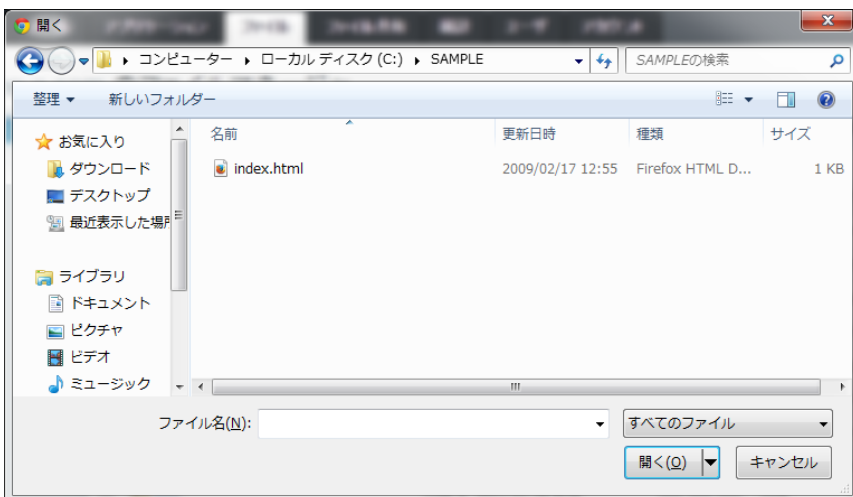 開く
コンピューター ▸ ローカル ディスク (C:) ▸ SAMPLE
SAMPLEの検索
整理 ▼ 新しいフォルダー
お気に入り
ダウンロード
デスクトップ
最近表示した場所
ライブラリ
ドキュメント
ピクチャ
ビデオ
ミュージック
名前 更新日時 種類 サイズ
index.html 2009/02/17 12:55 Firefox HTML D... 1 KB
ファイル名(N):
すべてのファイル
開く(O)
キャンセル